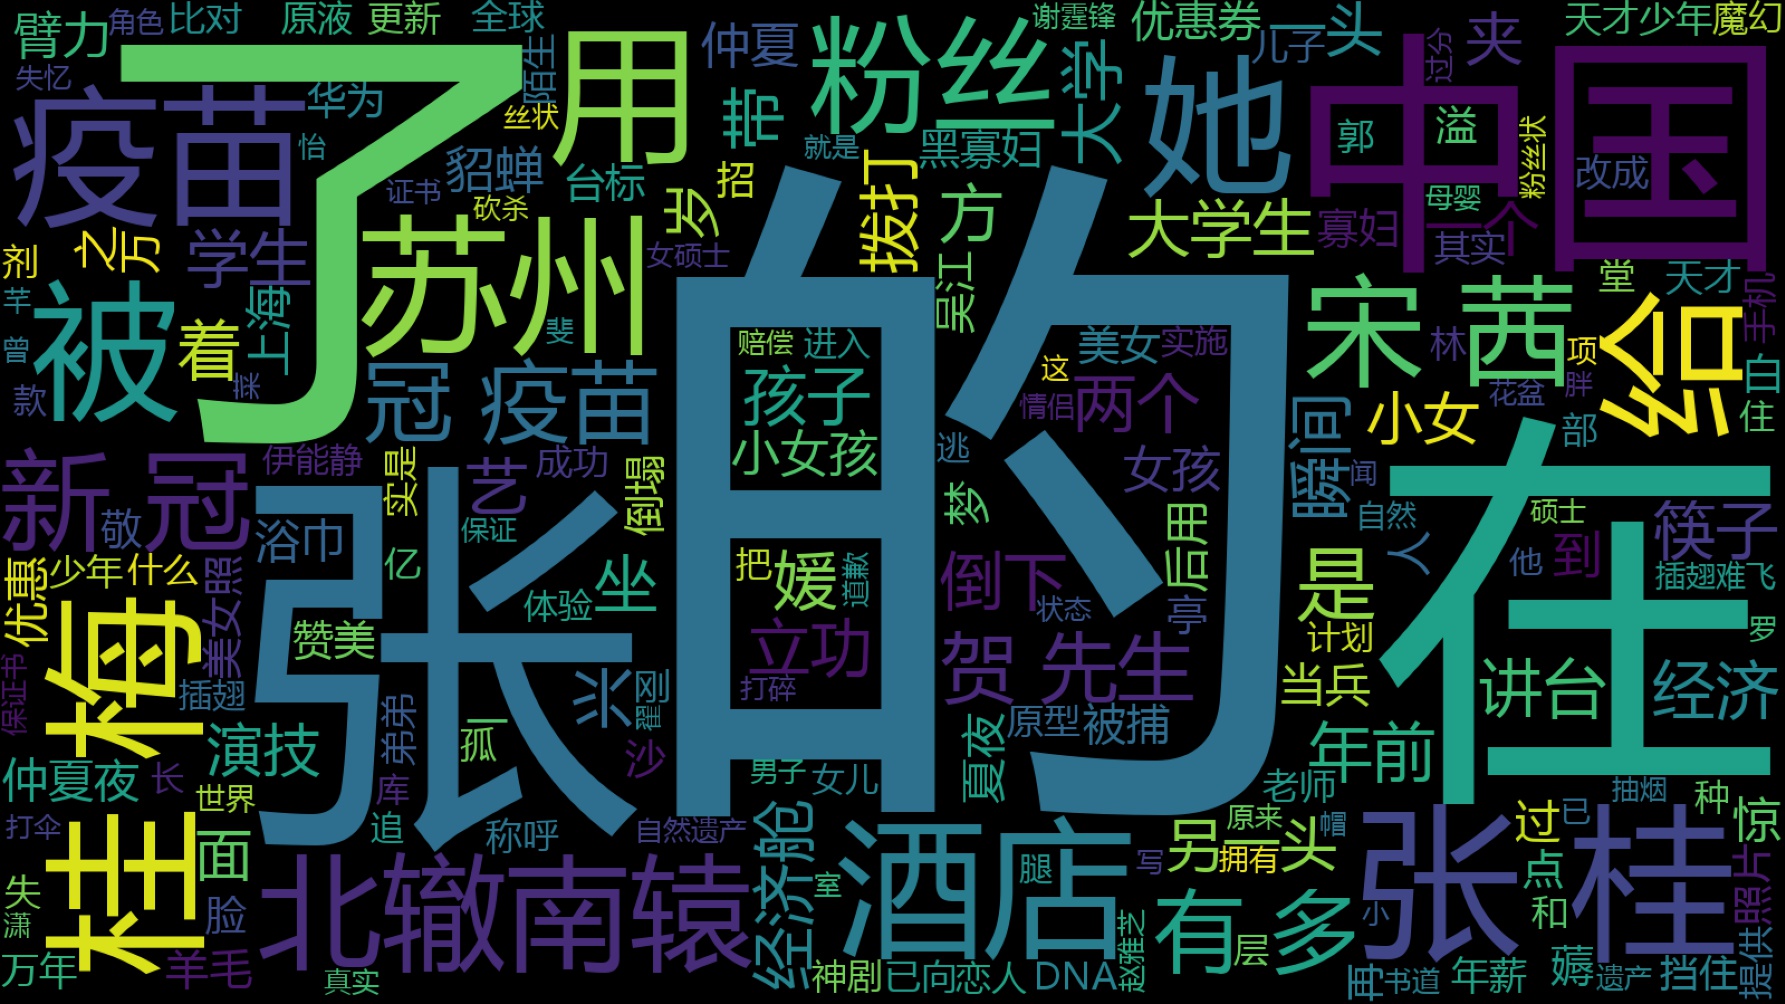 臂力
角色
比对
原液
更新
全球
仲夏
粉丝
谢霆锋
优惠券
儿子
头
过分
夹
天才少年
魔幻
失忆
疫苗
华为
了
陌生
丝状
用
带
大学
她
中国
郭
溢
粉丝状
改成
怡
证书
貂蝉
砍杀
台标
招
就是
黑寡妇
拨打
岁
方
大学生
寡妇
母婴
一个
其实
剂
之方
学生
苏州
女硕士
吴江
堂
天才
手机
芊
曾
款
被
着
上海
冠
疫苗
斐
的
赔偿
进入
孩子
小女孩
美女
实施
这
情侣
两个
宋茜
林
项
胖
花盆
给
白
住
小女
部
瞬间
新冠
伊能静
敬
浴巾
实是
亿
艺
成功
保证
倒塌
逃
梦
女孩
后用
闻
自然
人
硕士
他
到
筷子
插翅难飞
优惠
少年
什么
美女照
梅
赞美
张
体验
坐
把
媛
道歉
倒下
状态
亭
是
计划
在
罗
保证书
插翅
演技
弟弟
孤
兴
刚
翟
沙
立功
打碎
贺
先生
夏夜
原型
被捕
当兵
年前
讲台
经济
仲夏夜
长
世界
打伞
桂
面
库
追
称呼
自然遗产
男子
女儿
老师
抽烟
种
惊
失
潇
脸
万年
羊毛
北辙南辕
真实
经济舱
室
酒店
腿
写
另一头
原来
拥有
帽
张桂
小
过
已
点
和
照片
神剧
已向恋人
DNA
赵雅芝
有多
层
再
书道
年薪
薅
遗产
挡住
提供